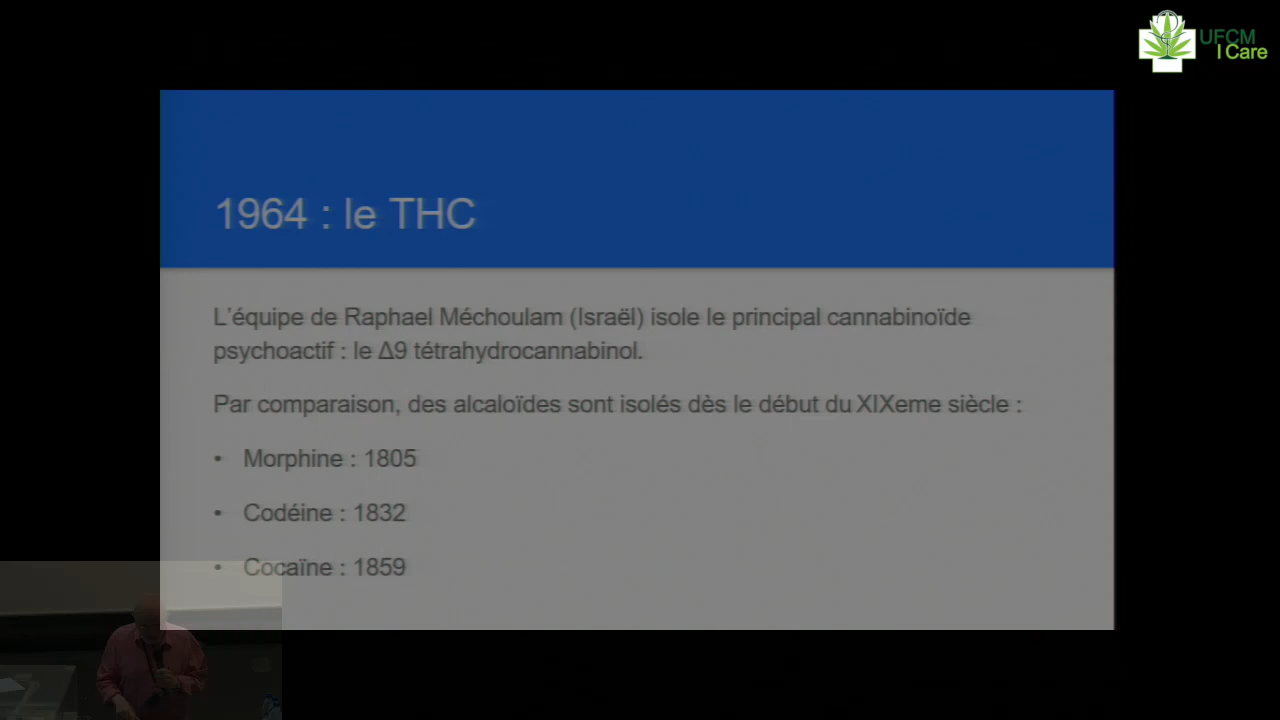 UFCM
I Care
1964 : le THC
L'équipe de Raphael Méchoulam (Israël) isole le principal cannabinoïde
psychoactif : le Δ9 tétrahydrocannabinol.
Par comparaison, des alcaloïdes sont isolés dès le début du XIXeme siècle :
• Morphine : 1805
• Codéine : 1832
• Cocaïne : 1859